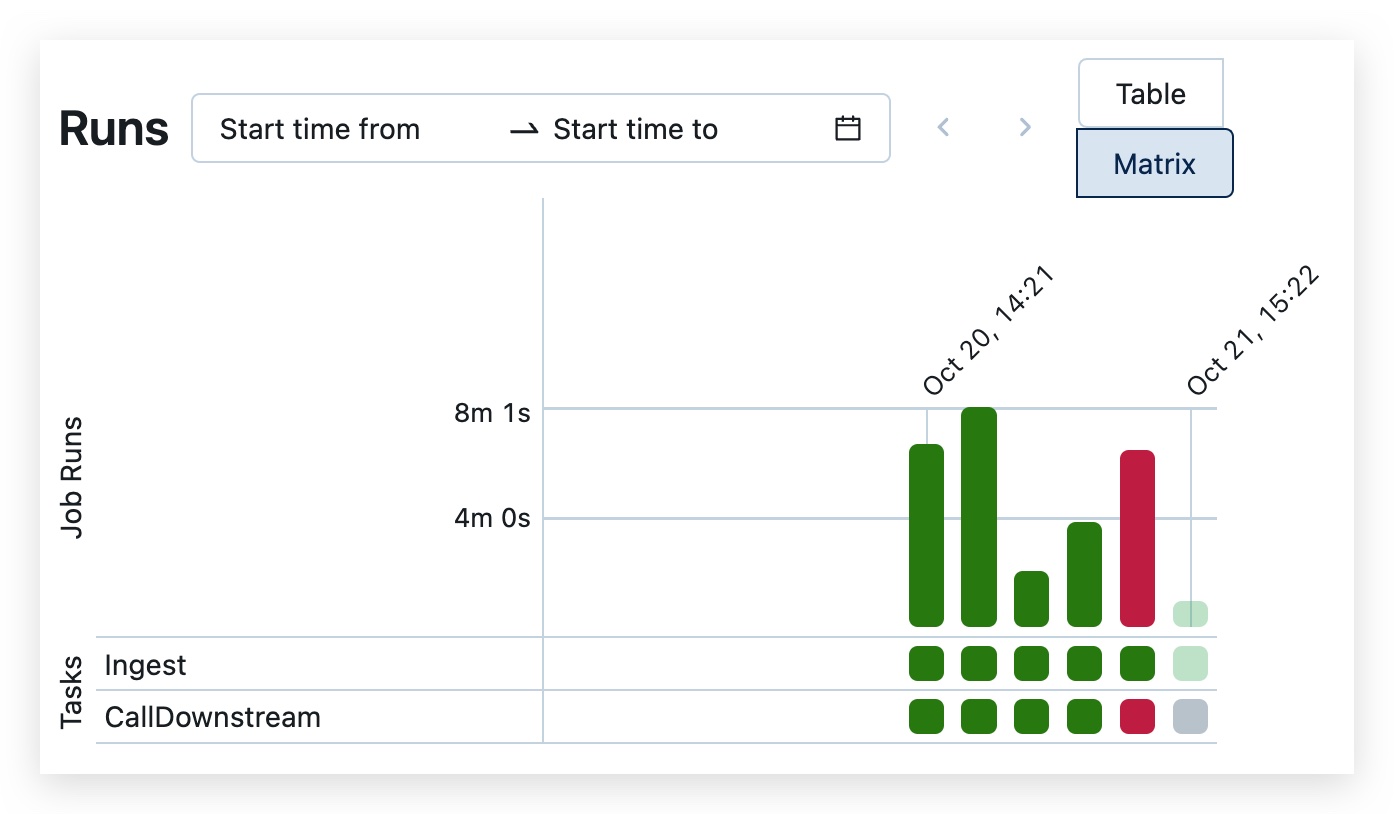 Runs
Start time from
Start time to
Table
Matrix
Oct 20, 14:21
Oct 21, 15:22
8m 1s
4m 0s
Job Runs
Tasks
Ingest
CallDownstream